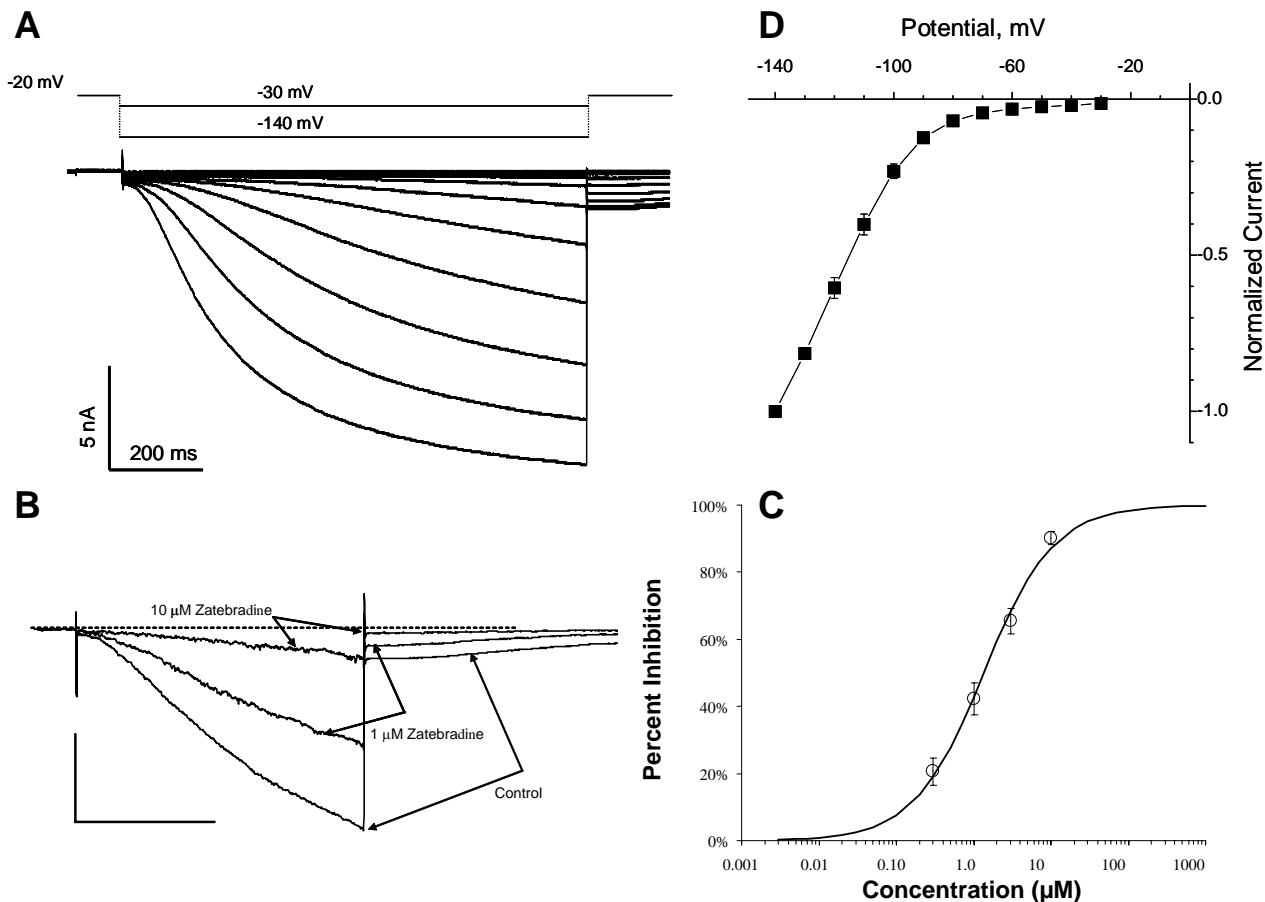 A
-20 mV
-30 mV
-140 mV
5 nA
200 ms
D
Potential, mV
-140 -100 -60 -20
0.0
-0.5
-1.0
Normalized Current
B
10 µM Zatebradine
1 µM Zatebradine
Control
C
100%
80%
60%
40%
20%
0%
Percent Inhibition
0.001 0.01 0.10 1.0 10 100 1000
Concentration (µM)